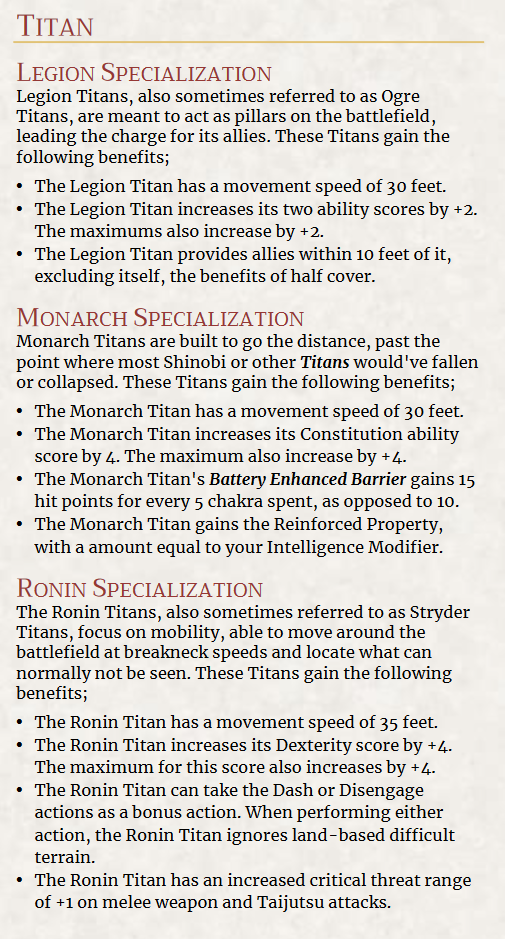 Titan
Legion Specialization
Legion Titans, also sometimes referred to as Ogre
Titans, are meant to act as pillars on the battlefield,
leading the charge for its allies. These Titans gain the
following benefits;
• The Legion Titan has a movement speed of 30 feet.
• The Legion Titan increases its two ability scores by +2.
The maximums also increase by +2.
• The Legion Titan provides allies within 10 feet of it,
excluding itself, the benefits of half cover.
Monarch Specialization
Monarch Titans are built to go the distance, past the
point where most Shinobi or other Titans would've fallen
or collapsed. These Titans gain the following benefits;
• The Monarch Titan has a movement speed of 30 feet.
• The Monarch Titan increases its Constitution ability
score by 4. The maximum also increase by +4.
• The Monarch Titan's Battery Enhanced Barrier gains 15
hit points for every 5 chakra spent, as opposed to 10.
• The Monarch Titan gains the Reinforced Property,
with a amount equal to your Intelligence Modifier.
Ronin Specialization
The Ronin Titans, also sometimes referred to as Stryder
Titans, focus on mobility, able to move around the
battlefield at breakneck speeds and locate what can
normally not be seen. These Titans gain the following
benefits;
• The Ronin Titan has a movement speed of 35 feet.
• The Ronin Titan increases its Dexterity score by +4.
The maximum for this score also increases by +4.
• The Ronin Titan can take the Dash or Disengage
actions as a bonus action. When performing either
action, the Ronin Titan ignores land-based difficult
terrain.
• The Ronin Titan has an increased critical threat range
of +1 on melee weapon and Taijutsu attacks.